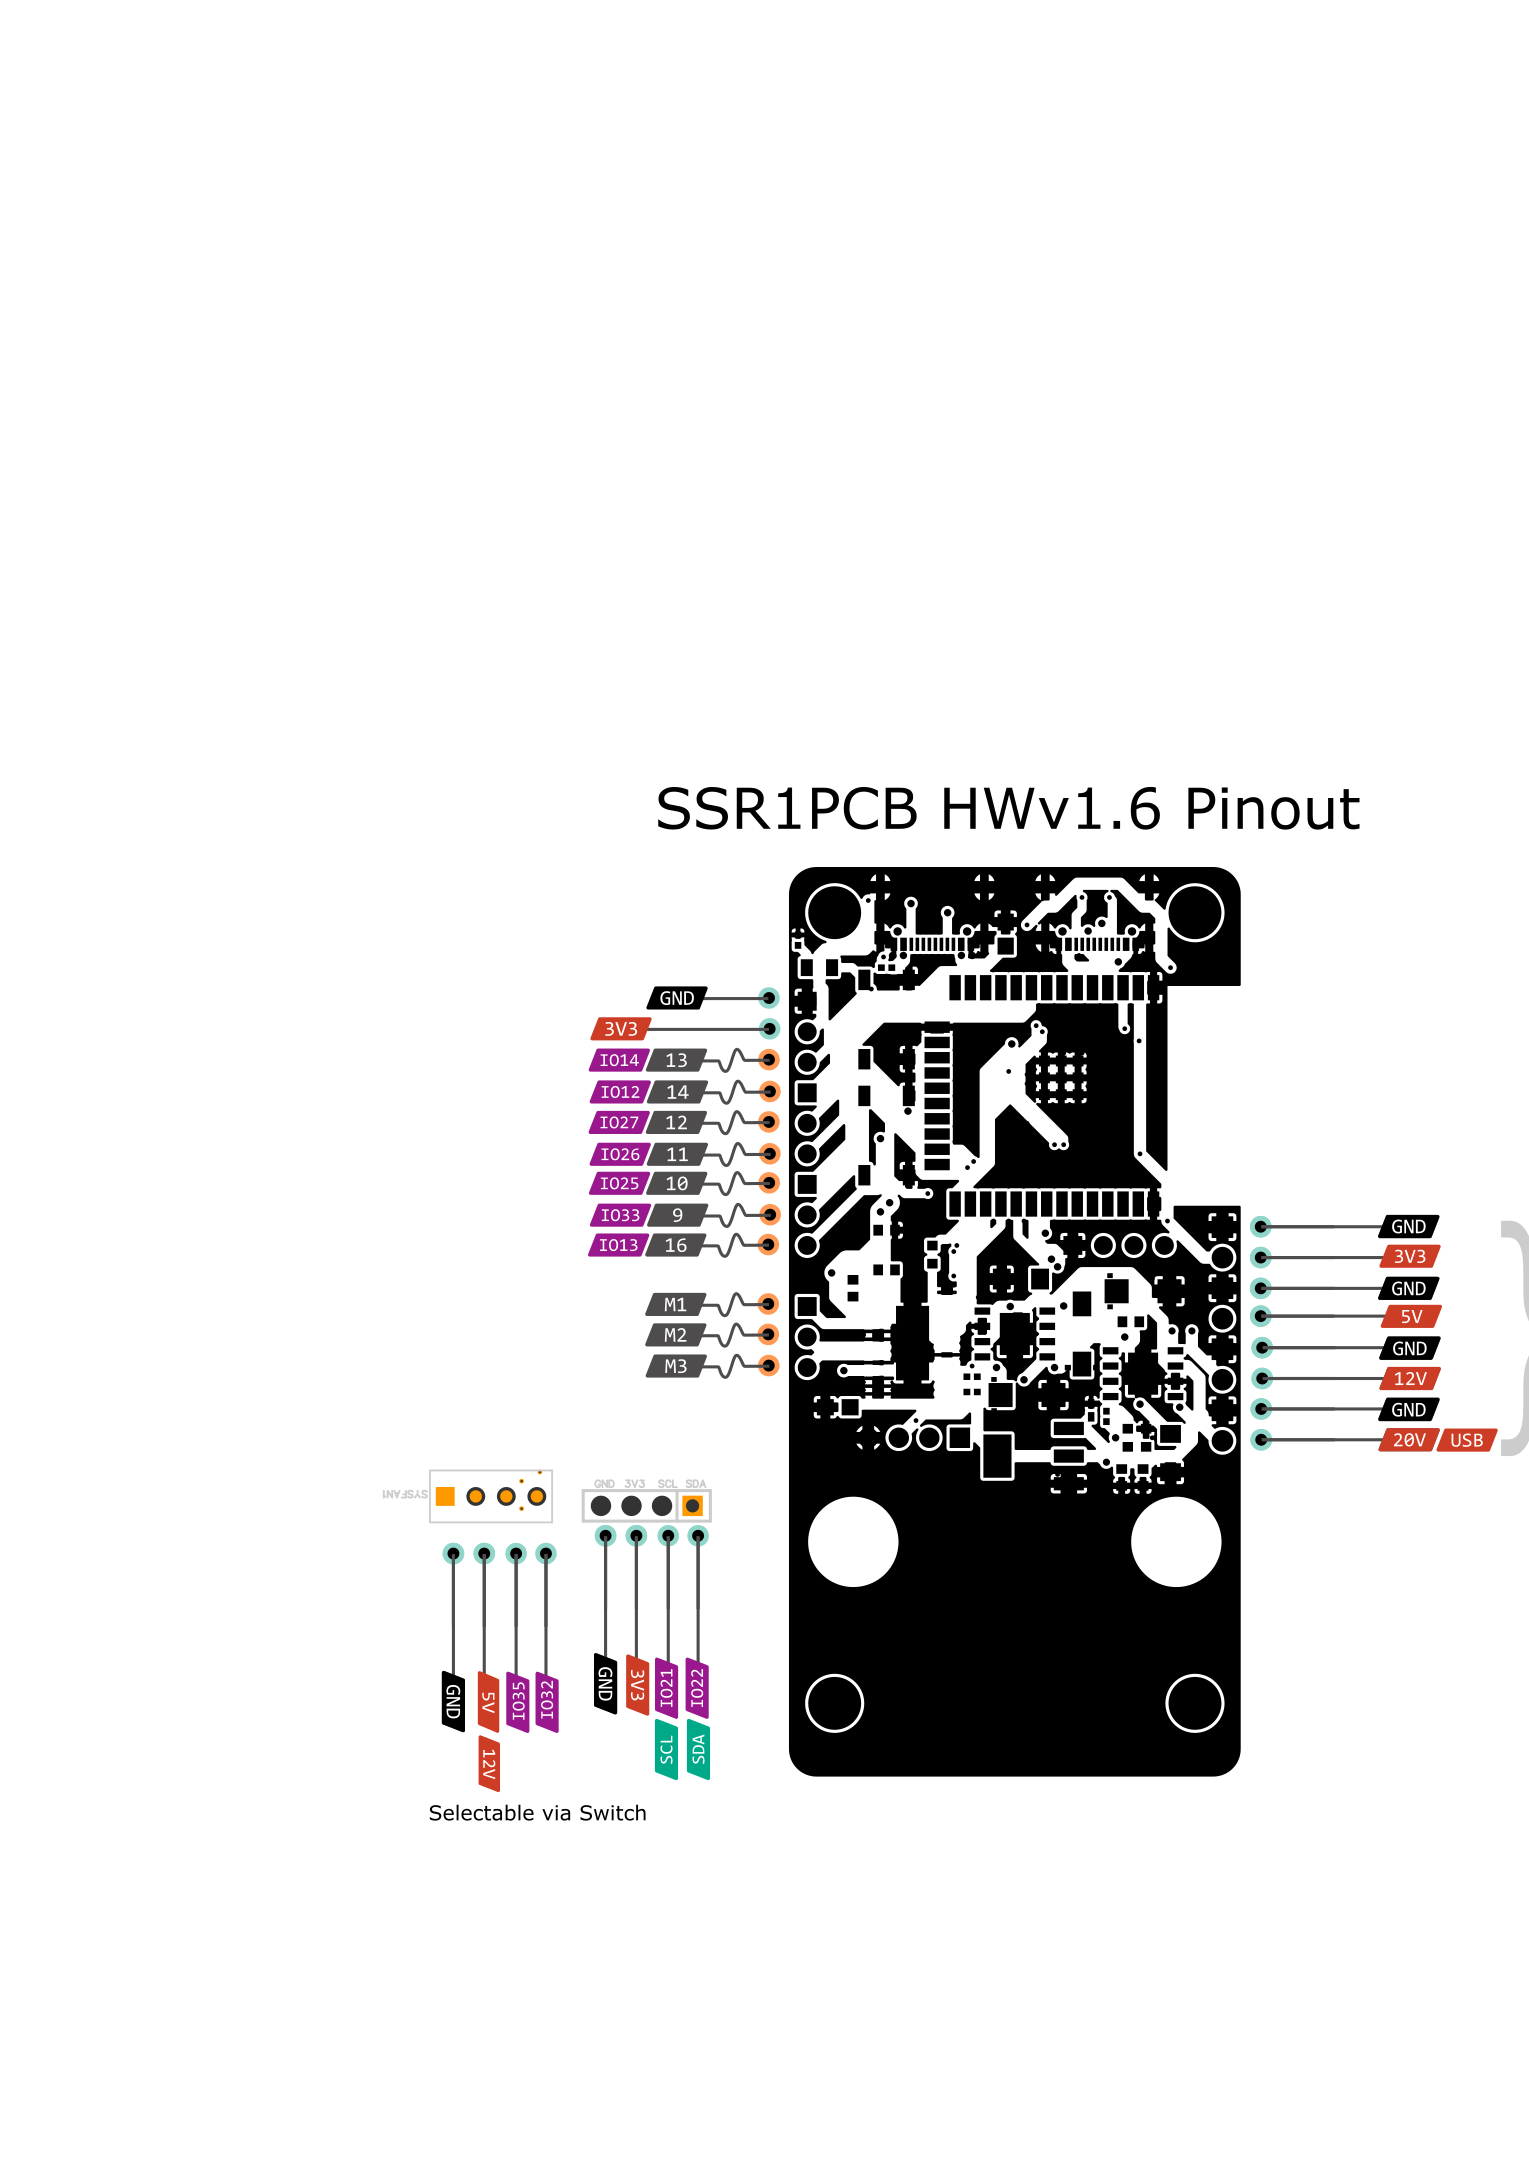 SSR1PCB HWv1.6 Pinout
GND
3V3
IO14 13
IO12 14
IO27 12
IO26 11
IO25 10
IO33 9
IO13 16
M1
M2
M3
GND
3V3
GND
5V
GND
12V
GND
20V USB
SYSFAN1
GND 3V3 SCL SDA
GND 5V IO35 IO32
12V
GND 3V3 IO21 IO22
SCL SDA
Selectable via Switch